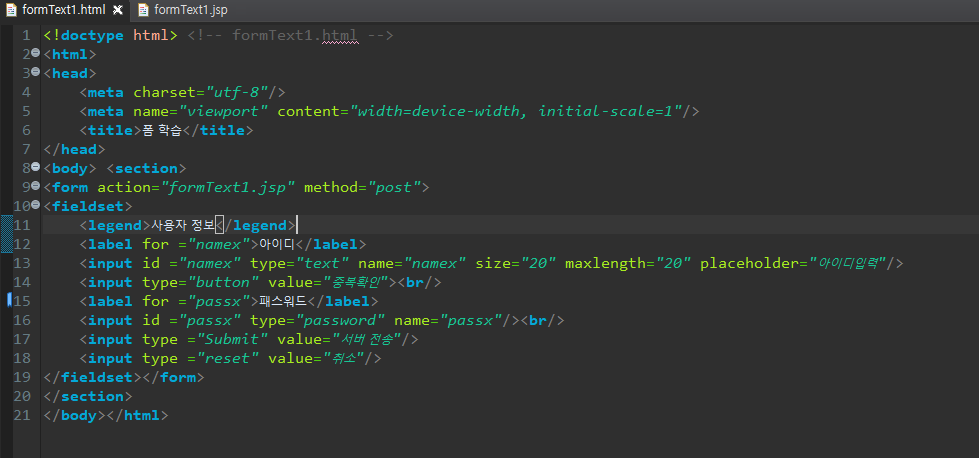 formText1.html formText1.jsp
1 <!doctype html> <!-- formText1.html -->
2 <html>
3 <head>
4 <meta charset="utf-8"/>
5 <meta name="viewport" content="width=device-width, initial-scale=1"/>
6 <title>폼 학습</title>
7 </head>
8 <body> <section>
9 <form action="formText1.jsp" method="post">
10 <fieldset>
11 <legend>사용자 정보</legend>
12 <label for ="namex">아이디</label>
13 <input id ="namex" type="text" name="namex" size="20" maxlength="20" placeholder="아이디입력"/>
14 <input type="button" value="중복확인"><br/>
15 <label for ="passx">패스워드</label>
16 <input id ="passx" type="password" name="passx"/><br/>
17 <input type ="Submit" value="서버 전송"/>
18 <input type ="reset" value="취소"/>
19 </fieldset></form>
20 </section>
21 </body></html>